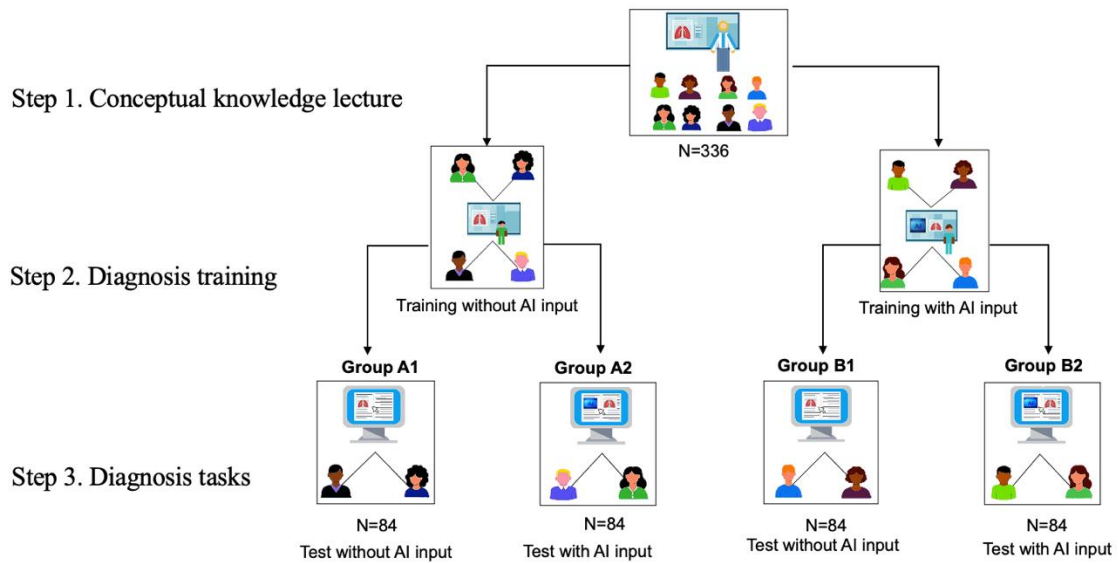 Step 1. Conceptual knowledge lecture
N=336
Step 2. Diagnosis training
Training without AI input
Training with AI input
Group A1
Group A2
Group B1
Group B2
Step 3. Diagnosis tasks
N=84
N=84
N=84
N=84
Test without AI input
Test with AI input
Test without AI input
Test with AI input